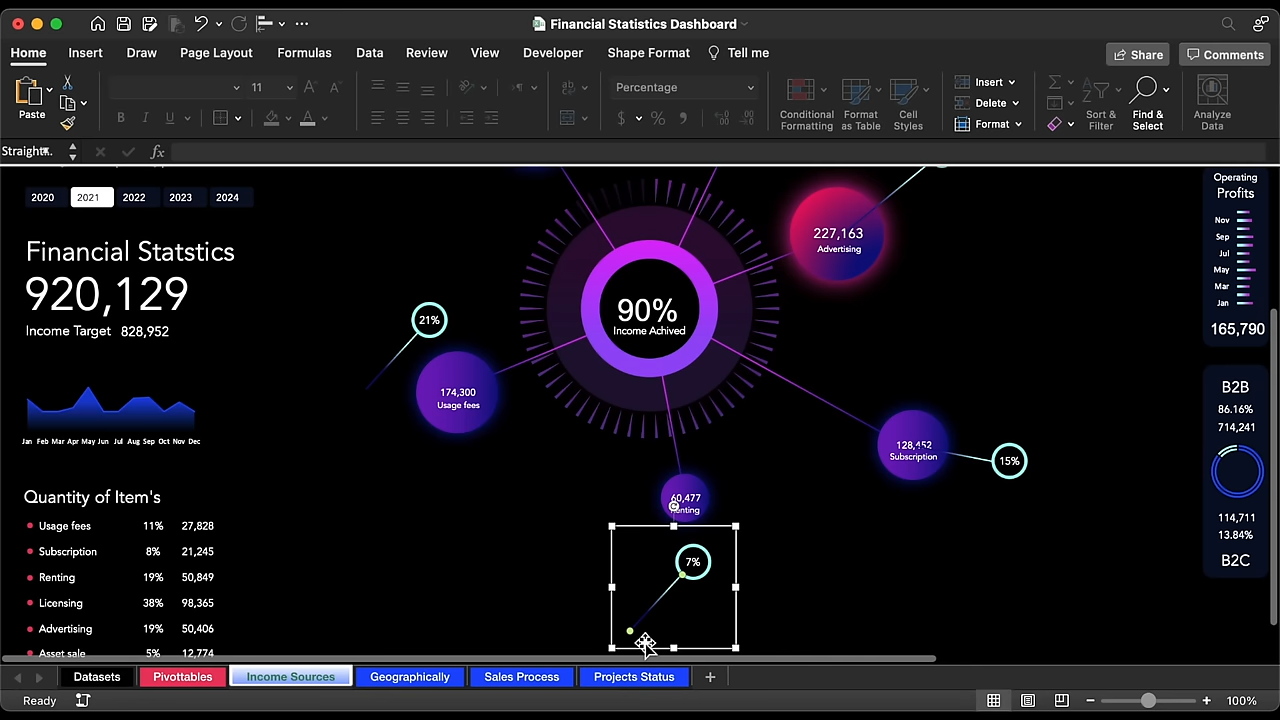 Financial Statistics Dashboard
Home Insert Draw Page Layout Formulas Data Review View Developer Shape Format Tell me
Share Comments
Paste
11
Percentage
Conditional Formatting
Format as Table
Cell Styles
Insert
Delete
Format
Sort & Filter
Find & Select
Analyze Data
fx
2020 2021 2022 2023 2024
Financial Statstics
920,129
Income Target 828,952
Jan Feb Mar Apr May Jun Jul Aug Sep Oct Nov Dec
Quantity of Item's
Usage fees 11% 27,828
Subscription 8% 21,245
Renting 19% 50,849
Licensing 38% 98,365
Advertising 19% 50,406
Asset sale 5% 12,774
90%
Income Achived
227,163
Advertising
21%
174,300
Usage fees
128,452
Subscription
15%
60,477
Renting
7%
Operating
Profits
Nov
Sep
Jul
May
Mar
Jan
165,790
B2B
86.16%
714,241
114,711
13.84%
B2C
Datasets Pivottables Income Sources Geographically Sales Process Projects Status
Ready
100%